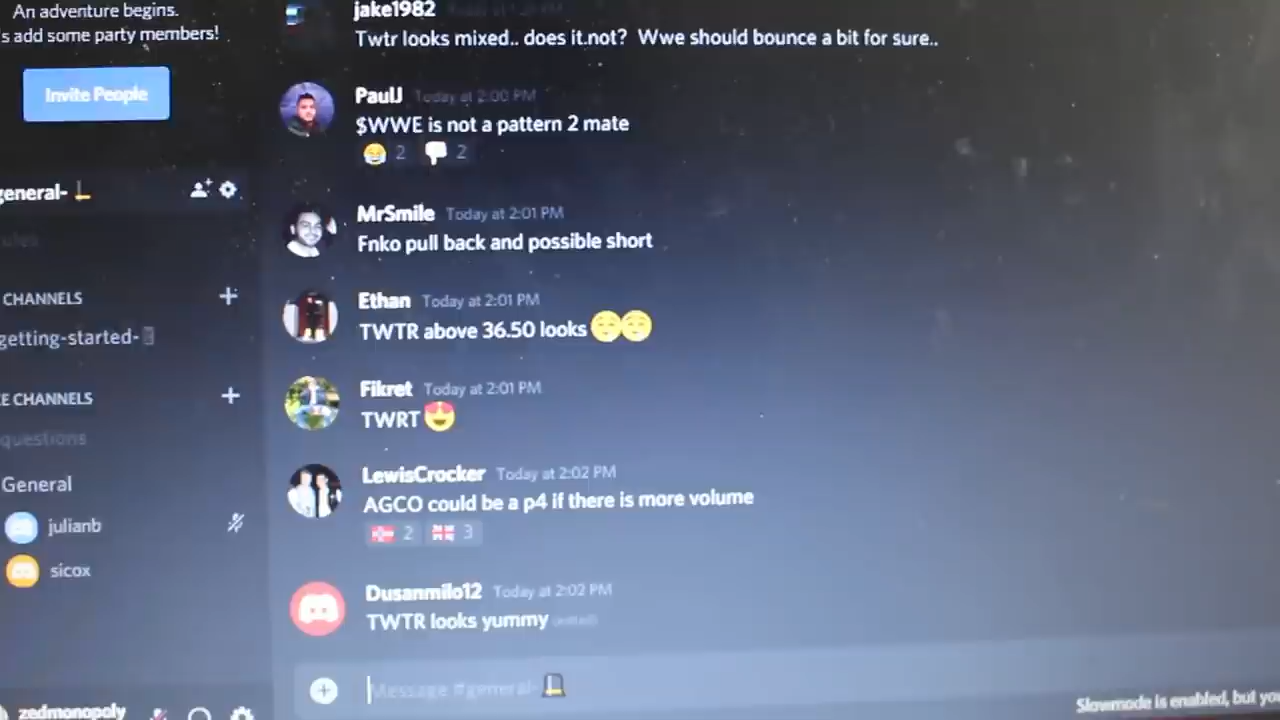 An adventure begins.
s add some party members!
Invite People
general-
rules
CHANNELS
getting-started-
E CHANNELS
questions
General
julianb
sicox
zedmonopoly
jake1982
Twtr looks mixed.. does it.not? Wwe should bounce a bit for sure..
PaulJ Today at 2:00 PM
$WWE is not a pattern 2 mate
2 2
MrSmile Today at 2:01 PM
Fnko pull back and possible short
Ethan Today at 2:01 PM
TWTR above 36.50 looks 😌😌
Fikret Today at 2:01 PM
TWRT 😍
LewisCrocker Today at 2:02 PM
AGCO could be a p4 if there is more volume
2 3
Dusanmilo12 Today at 2:02 PM
TWTR looks yummy (edited)
Message #general-
Slowmode is enabled, but yo